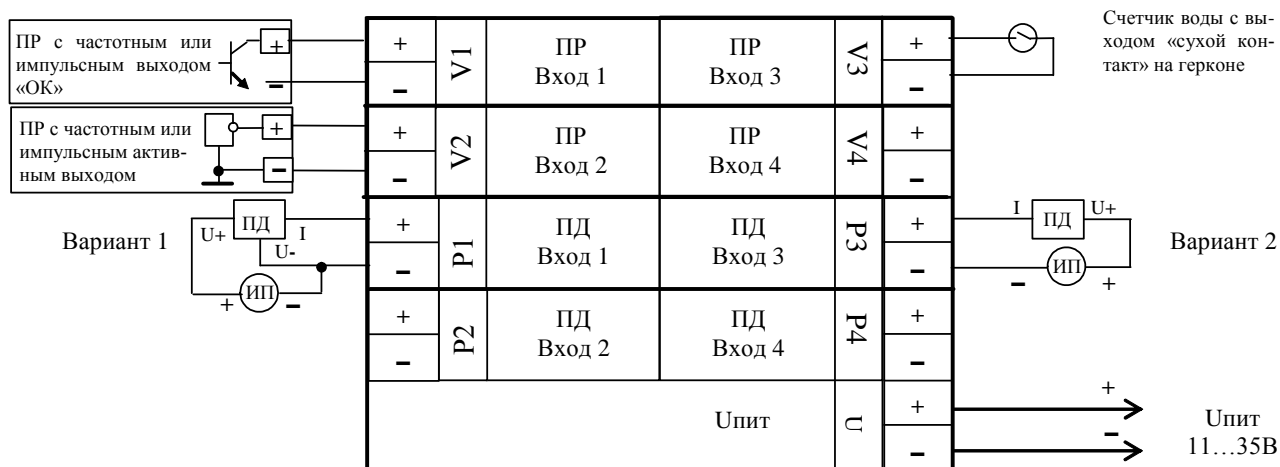 ПР с частотным или
импульсным выходом
«ОК»
+
−
+
−
V1
ПР
Вход 1
ПР
Вход 3
V3
+
−
Счетчик воды с вы-
ходом «сухой кон-
такт» на герконе
ПР с частотным или
импульсным актив-
ным выходом
+
−
+
−
V2
ПР
Вход 2
ПР
Вход 4
V4
+
−
Вариант 1
U+
ПД
I
U-
+
ИП
−
+
−
P1
ПД
Вход 1
ПД
Вход 3
P3
+
−
I
ПД
U+
−
ИП
+
Вариант 2
+
−
P2
ПД
Вход 2
ПД
Вход 4
P4
+
−
Uпит
U
+
−
+
−
Uпит
11…35В